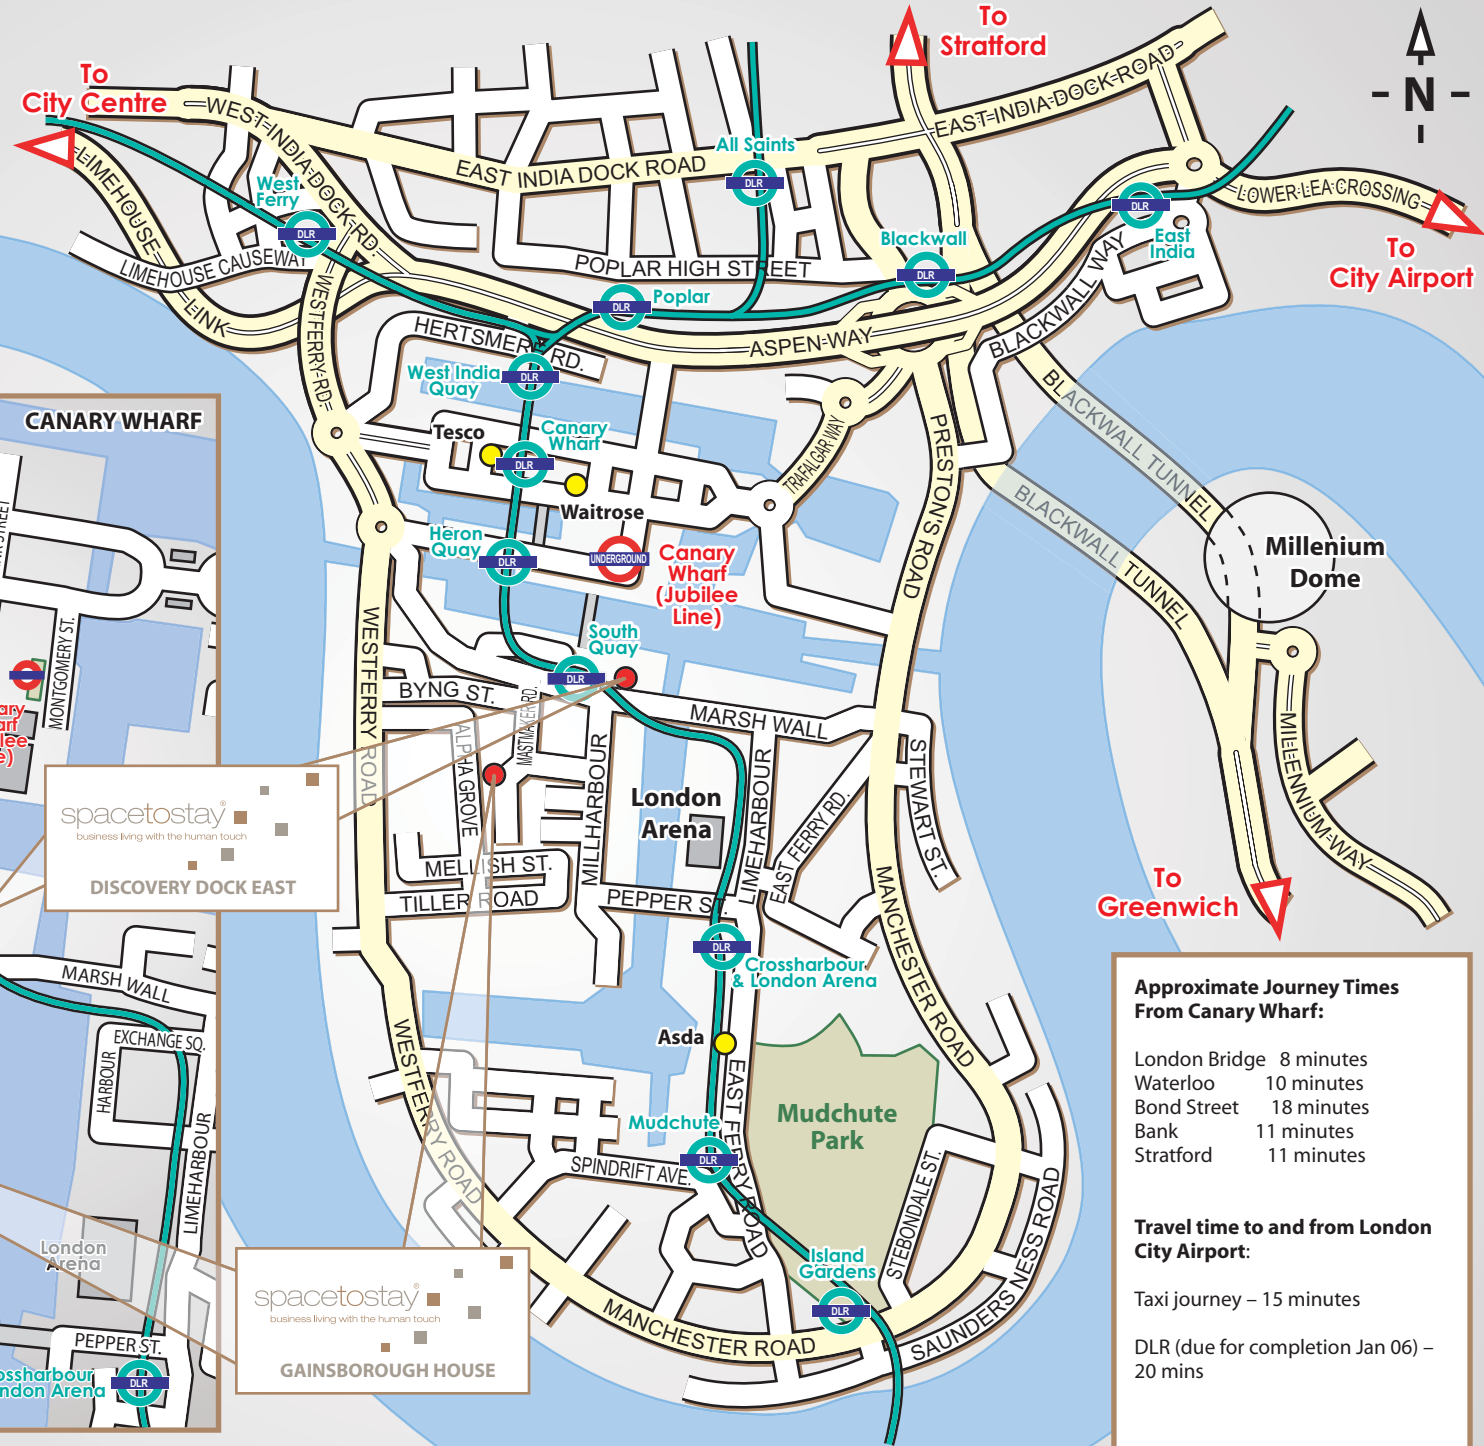 To
Stratford
N
To
City Centre
WEST INDIA DOCK RD.
EAST INDIA DOCK ROAD
EAST INDIA DOCK ROAD
All Saints
DLR
LIMEHOUSE
LINK
West
Ferry
DLR
LIMEHOUSE CAUSEWAY
WESTFERRY RD.
POPLAR HIGH STREET
Poplar
DLR
Blackwall
DLR
DLR
East
India
LOWER LEA CROSSING
To
City Airport
BLACKWALL WAY
ASPEN WAY
HERTSMERE RD.
West India
Quay
DLR
Tesco
Canary
Wharf
DLR
Waitrose
TRAFALGAR WAY
PRESTON'S ROAD
BLACKWALL TUNNEL
BLACKWALL TUNNEL
Millenium
Dome
MILLENNIUM WAY
To
Greenwich
Heron
Quay
DLR
UNDERGROUND
Canary
Wharf
(Jubilee
Line)
South
Quay
DLR
WESTFERRY ROAD
BYNG ST.
MASTMAKER RD.
ALPHA GROVE
MARSH WALL
MILLHARBOUR
London
Arena
LIMEHARBOUR
EAST FERRY RD.
STEWART ST.
MELLISH ST.
TILLER ROAD
PEPPER ST.
DLR
Crossharbour
& London Arena
MANCHESTER ROAD
Asda
EAST FERRY ROAD
Mudchute
Park
Mudchute
DLR
SPINDRIFT AVE.
WESTFERRY ROAD
STEBONDALE ST.
SAUNDERS NESS ROAD
Island
Gardens
DLR
MANCHESTER ROAD
CANARY WHARF
STREET
MONTGOMERY ST.
ary
arf
lee
e)
spacetostay®
business living with the human touch
DISCOVERY DOCK EAST
MARSH WALL
EXCHANGE SQ.
HARBOUR
LIMEHARBOUR
London
Arena
PEPPER ST.
ossharbour
ndon Arena
DLR
spacetostay®
business living with the human touch
GAINSBOROUGH HOUSE
Approximate Journey Times
From Canary Wharf:
London Bridge 8 minutes
Waterloo 10 minutes
Bond Street 18 minutes
Bank 11 minutes
Stratford 11 minutes
Travel time to and from London
City Airport:
Taxi journey – 15 minutes
DLR (due for completion Jan 06) –
20 mins